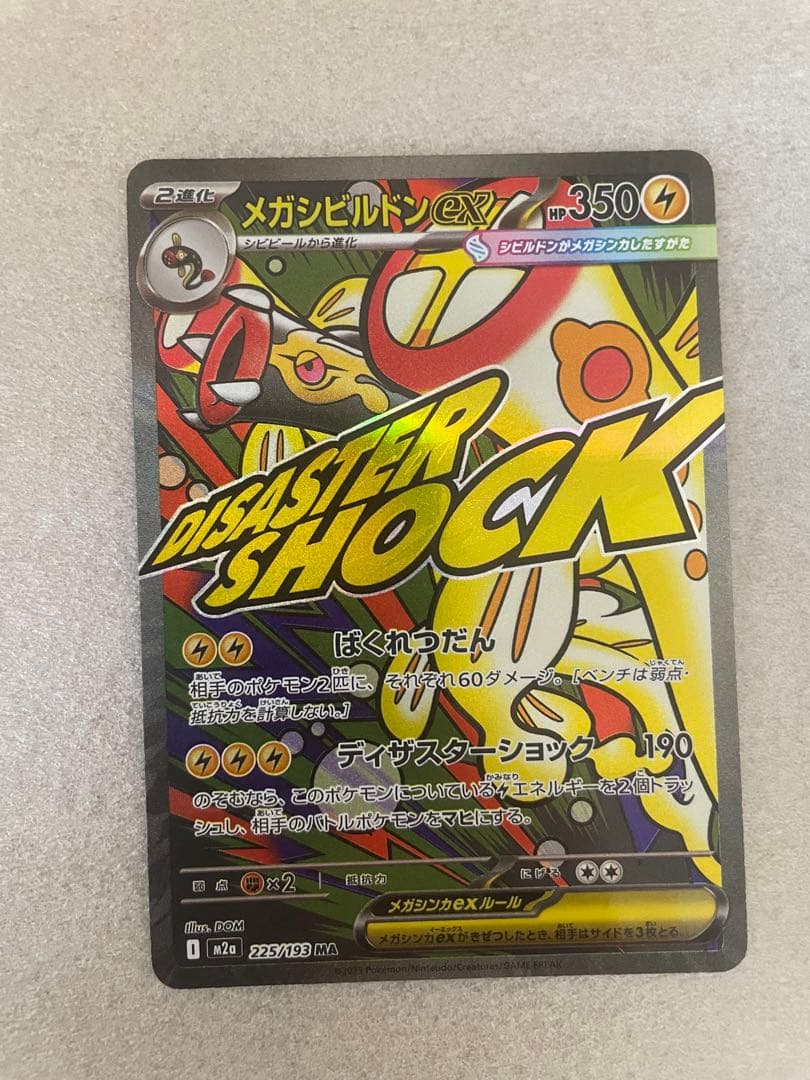 2進化
メガシビルドンex HP350
シビビールから進化
シビルドンがメガシンカしたすがた
DISASTER
SHOCK
ばくれつだん
相手のポケモン2匹に、それぞれ60ダメージ。[ベンチは弱点・
抵抗力を計算しない。]
ディザスターショック 190
のぞむなら、このポケモンについているエネルギーを2個トラッ
シュし、相手のバトルポケモンをマヒにする。
弱点 ×2 抵抗力 にげる
メガシンカexルール
メガシンカexがきぜつしたとき、相手はサイドを3枚とる。
Illus. DOM
I m2a 225/193 MA
©2025 Pokémon/Nintendo/Creatures/GAME FREAK